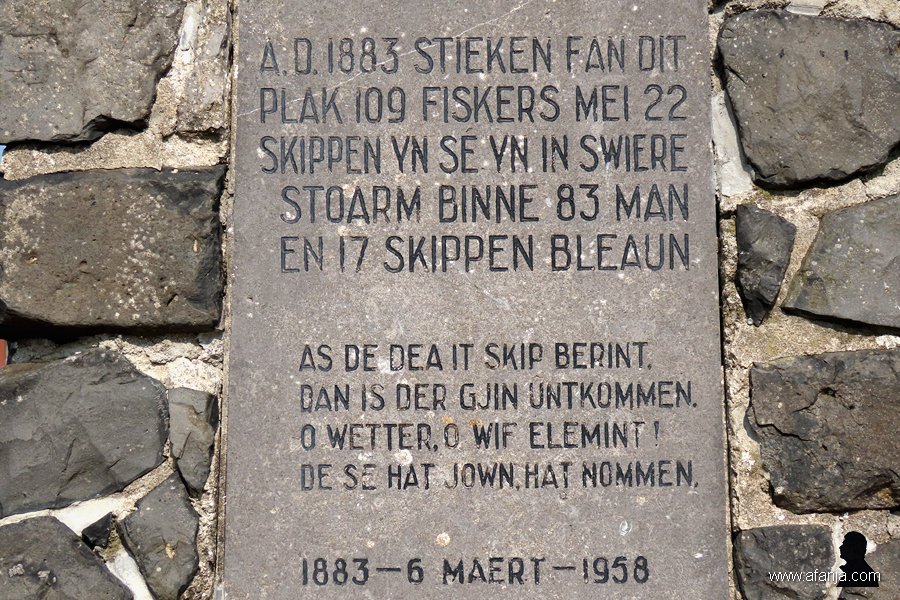 A.D. 1883 STIEKEN FAN DIT
PLAK 109 FISKERS MEI 22
SKIPPEN YN SÉ YN IN SWIERE
STOARM BINNE 83 MAN
EN 17 SKIPPEN BLEAUN
AS DE DEA IT SKIP BERINT,
DAN IS DER GJIN UNTKOMMEN.
O WETTER, O WIF ELEMINT!
DE SE HAT JOWN, HAT NOMMEN.
1883 – 6 MAERT – 1958
www.afanja.com